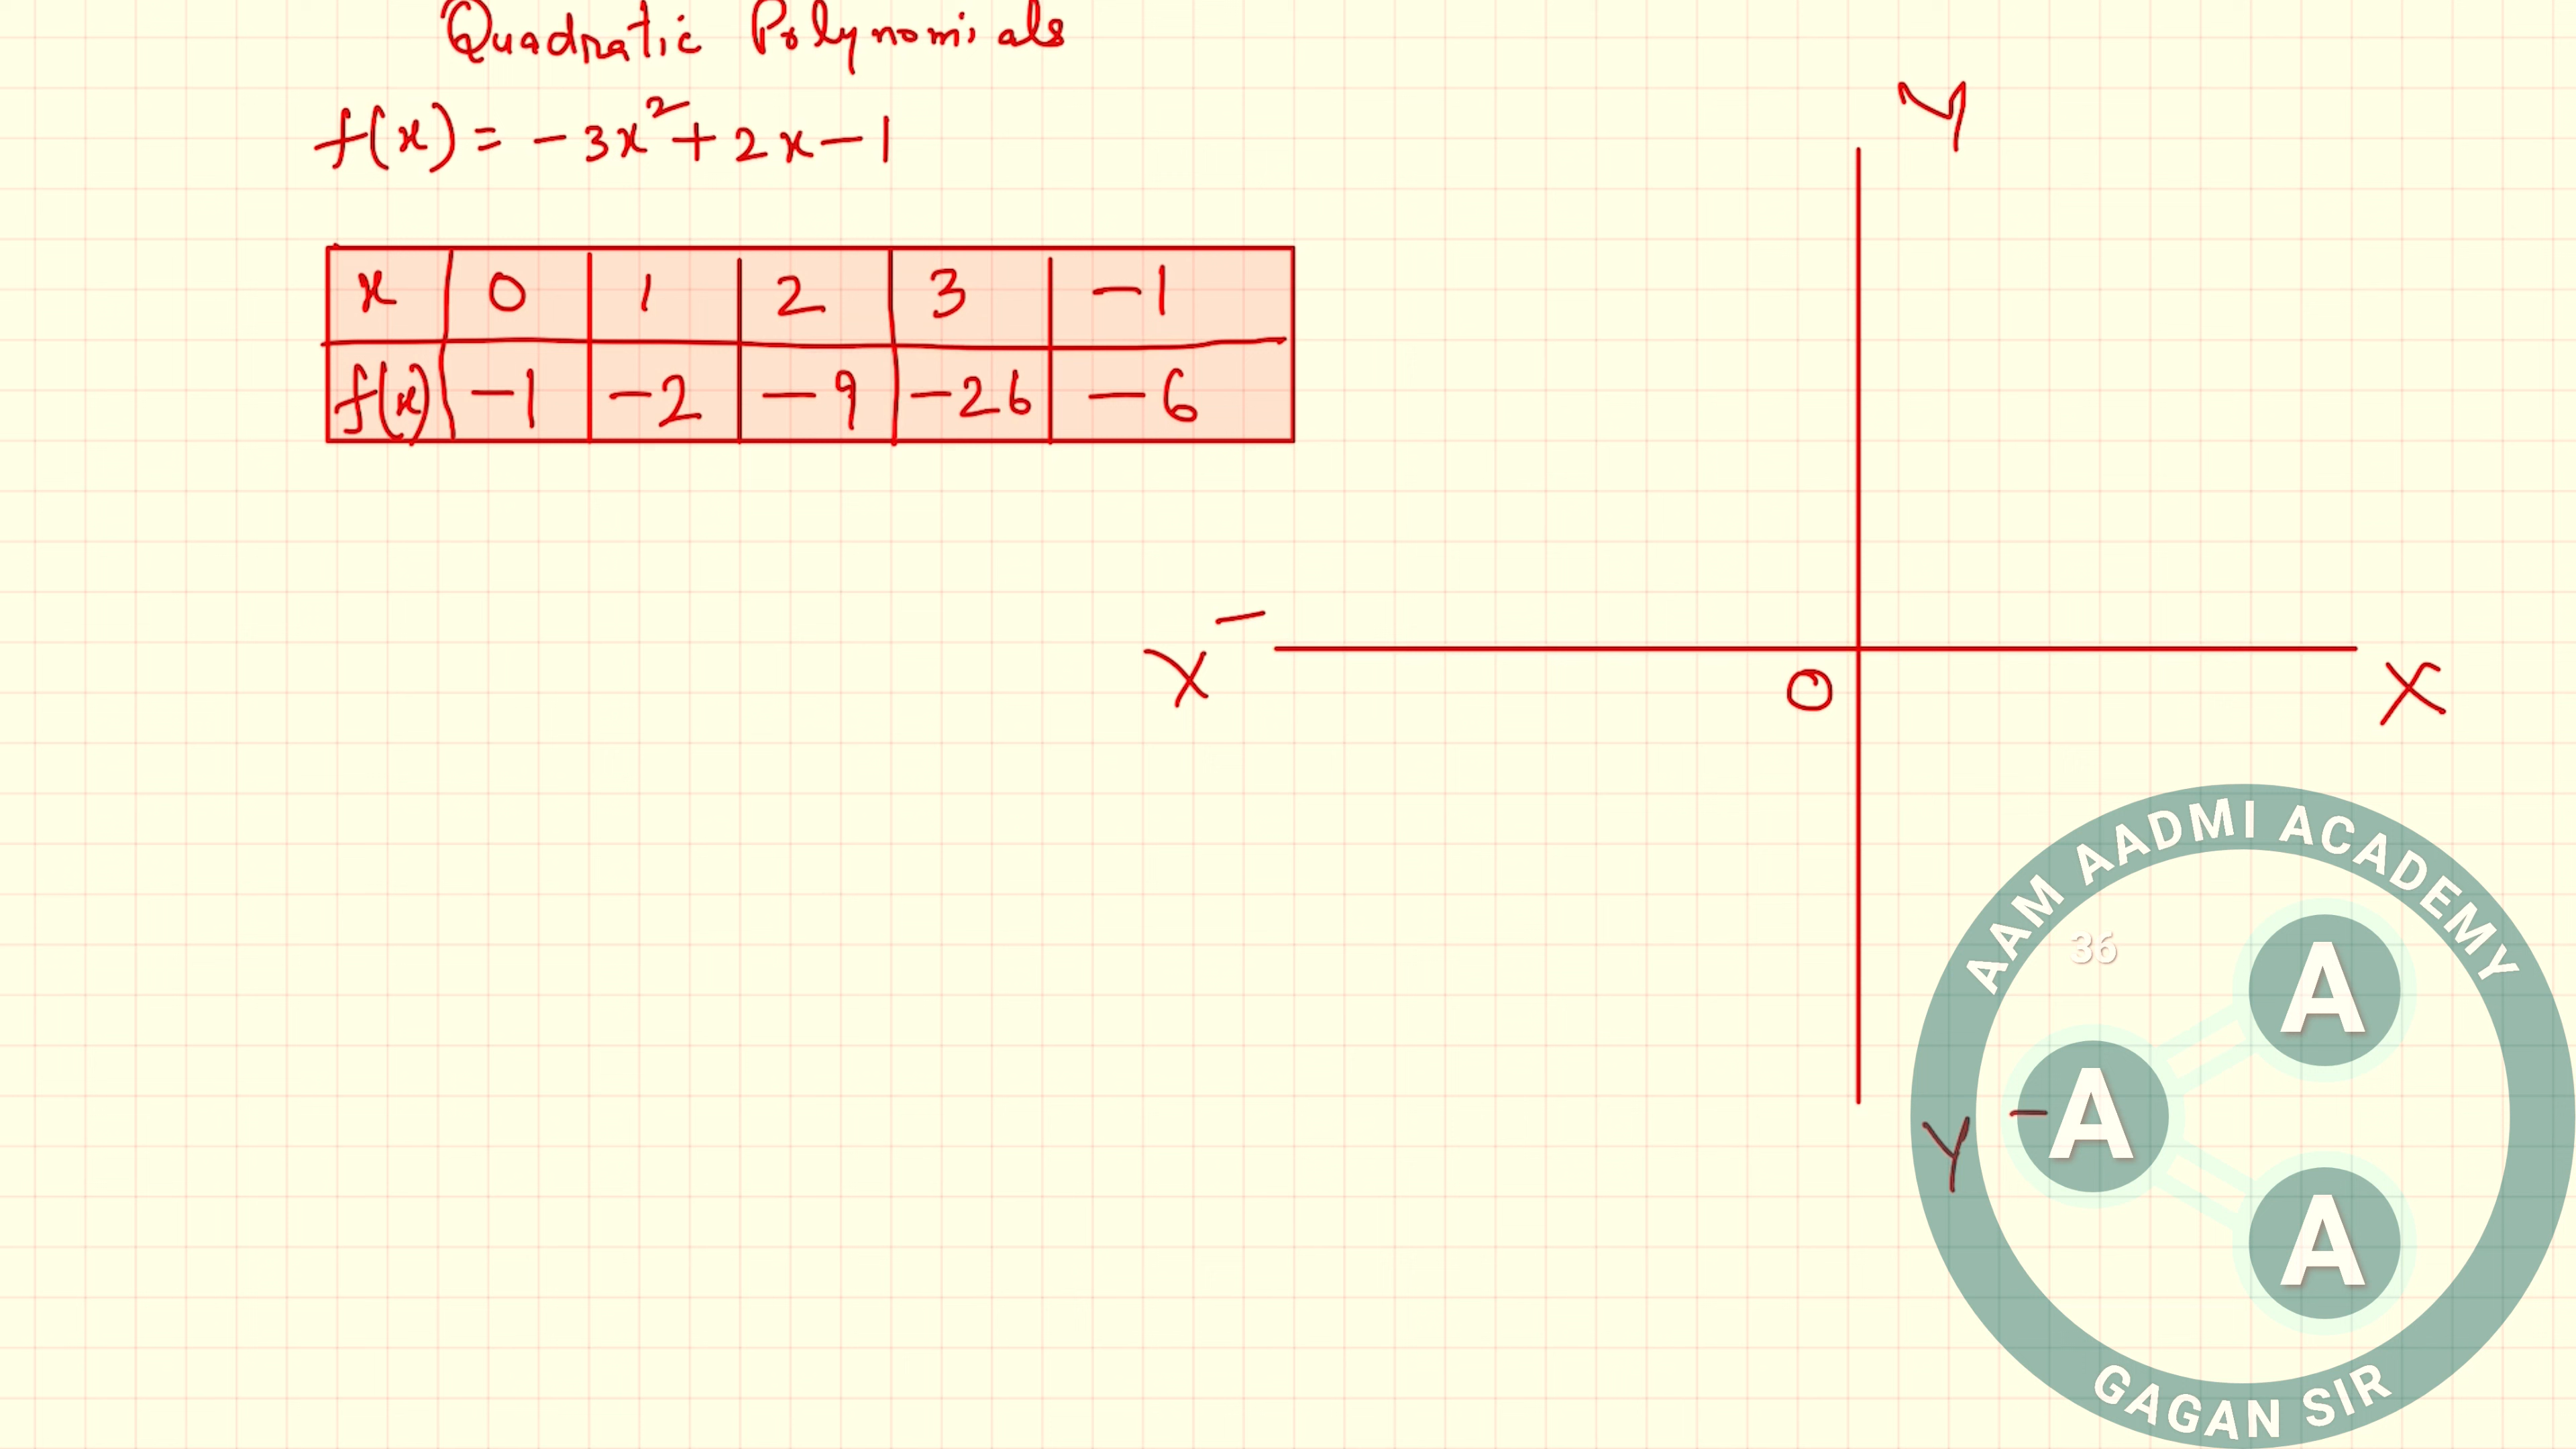 Quadratic Polynomials
f(x) = -3x²+2x-1
x 0 1 2 3 -1
f(x) -1 -2 -9 -26 -6
Y
X⁻ O X
Y⁻
AAM AADMI ACADEMY
36
A
A
A
GAGAN SIR